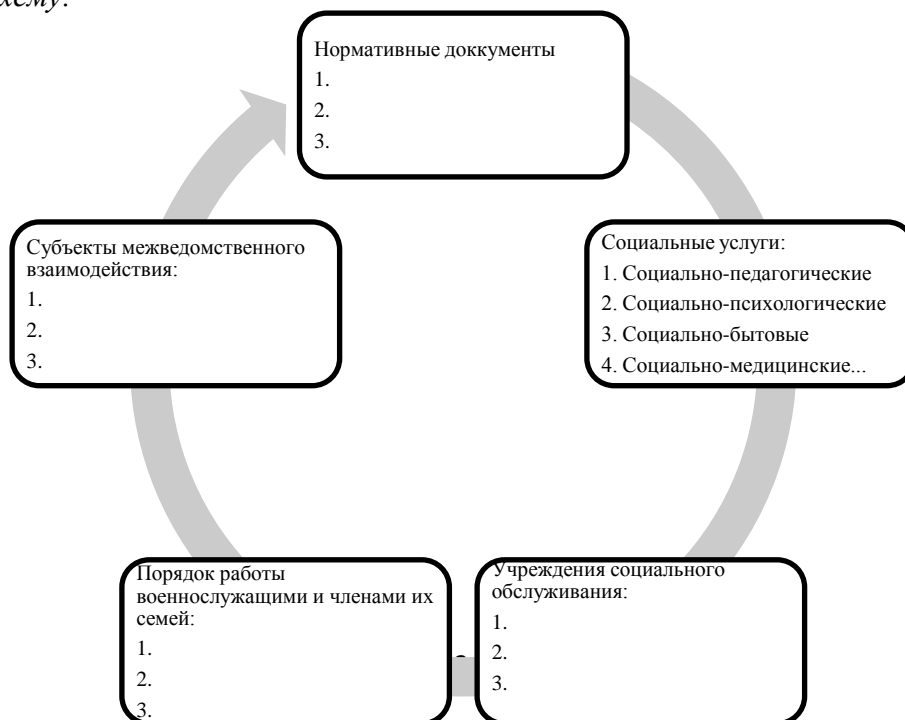 хему.
Нормативные доккументы
1.
2.
3.
Социальные услуги:
1. Социально-педагогические
2. Социально-психологические
3. Социально-бытовые
4. Социально-медицинские...
Учреждения социального
обслуживания:
1.
2.
3.
Порядок работы
военнослужащими и членами их
семей:
1.
2.
3.
Субъекты межведомственного
взаимодействия:
1.
2.
3.